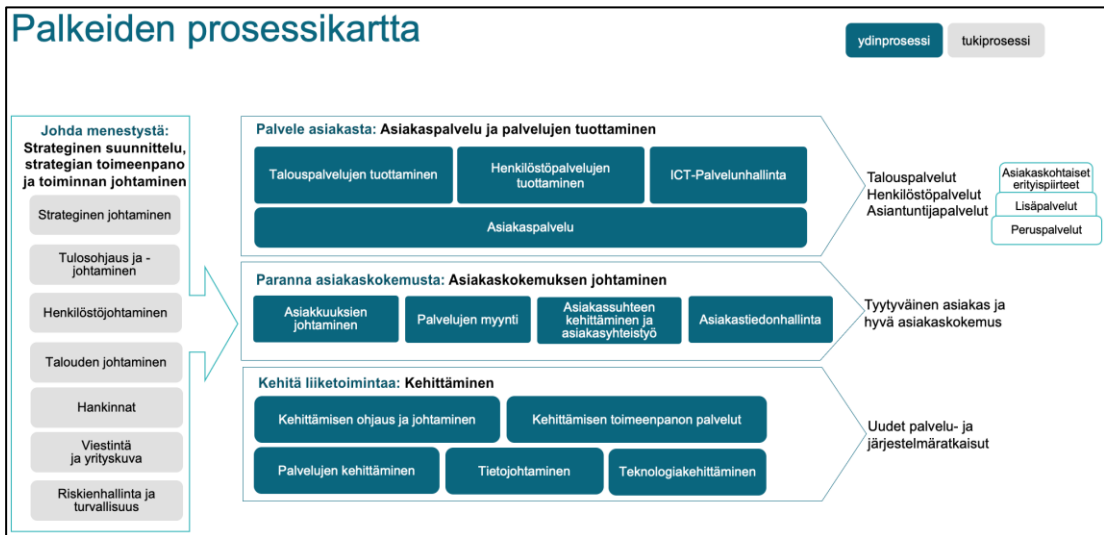 Palkeiden prosessikartta
ydinprosessi
tukiprosessi
Johda menestystä:
Strateginen suunnittelu,
strategian toimeenpano
ja toiminnan johtaminen
Strateginen johtaminen
Tulosohjaus ja -
johtaminen
Henkilöstöjohtaminen
Talouden johtaminen
Hankinnat
Viestintä
ja yrityskuva
Riskienhallinta ja
turvallisuus
Palvele asiakasta: Asiakaspalvelu ja palvelujen tuottaminen
Talouspalvelujen tuottaminen
Henkilöstöpalvelujen
tuottaminen
ICT-Palvelunhallinta
Asiakaspalvelu
Talouspalvelut
Henkilöstöpalvelut
Asiantuntijapalvelut
Asiakaskohtaiset
erityispiirteet
Lisäpalvelut
Peruspalvelut
Paranna asiakaskokemusta: Asiakaskokemuksen johtaminen
Asiakkuuksien
johtaminen
Palvelujen myynti
Asiakassuhteen
kehittäminen ja
asiakasyhteistyö
Asiakastiedonhallinta
Tyytyväinen asiakas ja
hyvä asiakaskokemus
Kehitä liiketoimintaa: Kehittäminen
Kehittämisen ohjaus ja johtaminen
Kehittämisen toimeenpanon palvelut
Palvelujen kehittäminen
Tietojohtaminen
Teknologiakehittäminen
Uudet palvelu- ja
järjestelmäratkaisut